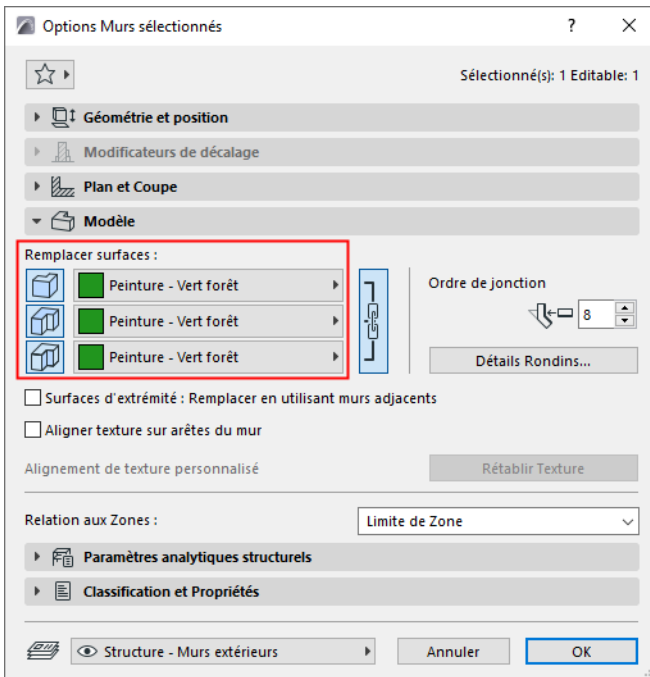 Options Murs sélectionnés
Sélectionné(s): 1 Editable: 1
Géométrie et position
Modificateurs de décalage
Plan et Coupe
Modèle
Remplacer surfaces :
Peinture - Vert forêt
Peinture - Vert forêt
Peinture - Vert forêt
Ordre de jonction
8
Détails Rondins...
Surfaces d'extrémité : Remplacer en utilisant murs adjacents
Aligner texture sur arêtes du mur
Alignement de texture personnalisé
Rétablir Texture
Relation aux Zones :
Limite de Zone
Paramètres analytiques structurels
Classification et Propriétés
Structure - Murs extérieurs
Annuler
OK